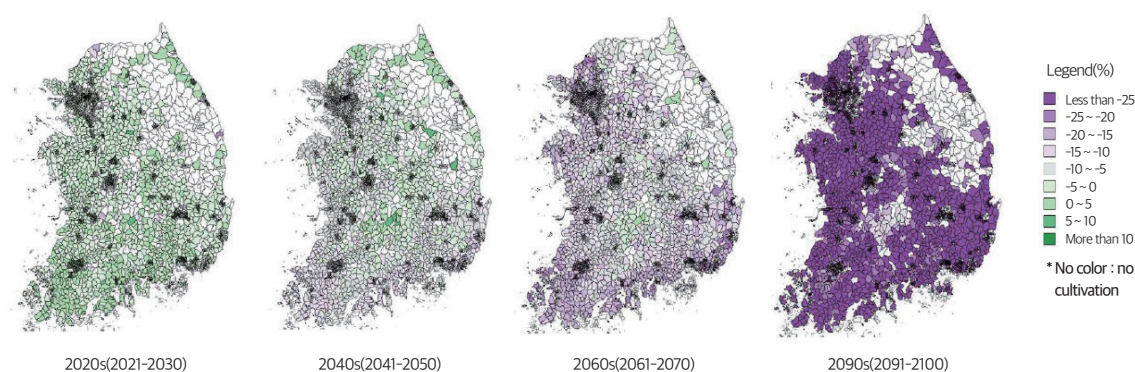 Legend(%)
Less than -25
-25 ~ -20
-20 ~ -15
-15 ~ -10
-10 ~ -5
-5 ~ 0
0 ~ 5
5 ~ 10
More than 10
* No color : no
cultivation
2020s(2021-2030)
2040s(2041-2050)
2060s(2061-2070)
2090s(2091-2100)